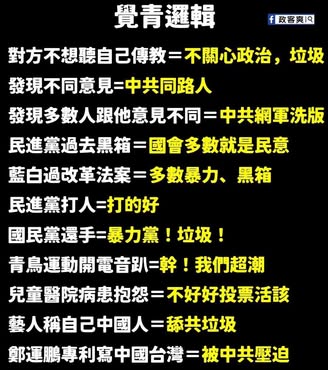 覺青邏輯
政客爽
對方不想聽自己傳教＝不關心政治，垃圾
發現不同意見=中共同路人
發現多數人跟他意見不同＝中共網軍洗版
民進黨過去黑箱＝國會多數就是民意
藍白過改革法案＝多數暴力、黑箱
民進黨打人=打的好
國民黨還手=暴力黨！垃圾！
青鳥運動開電音趴=幹！我們超潮
兒童醫院病患抱怨＝不好好投票活該
藝人稱自己中國人＝舔共垃圾
鄭運鵬專利寫中國台灣＝被中共壓迫